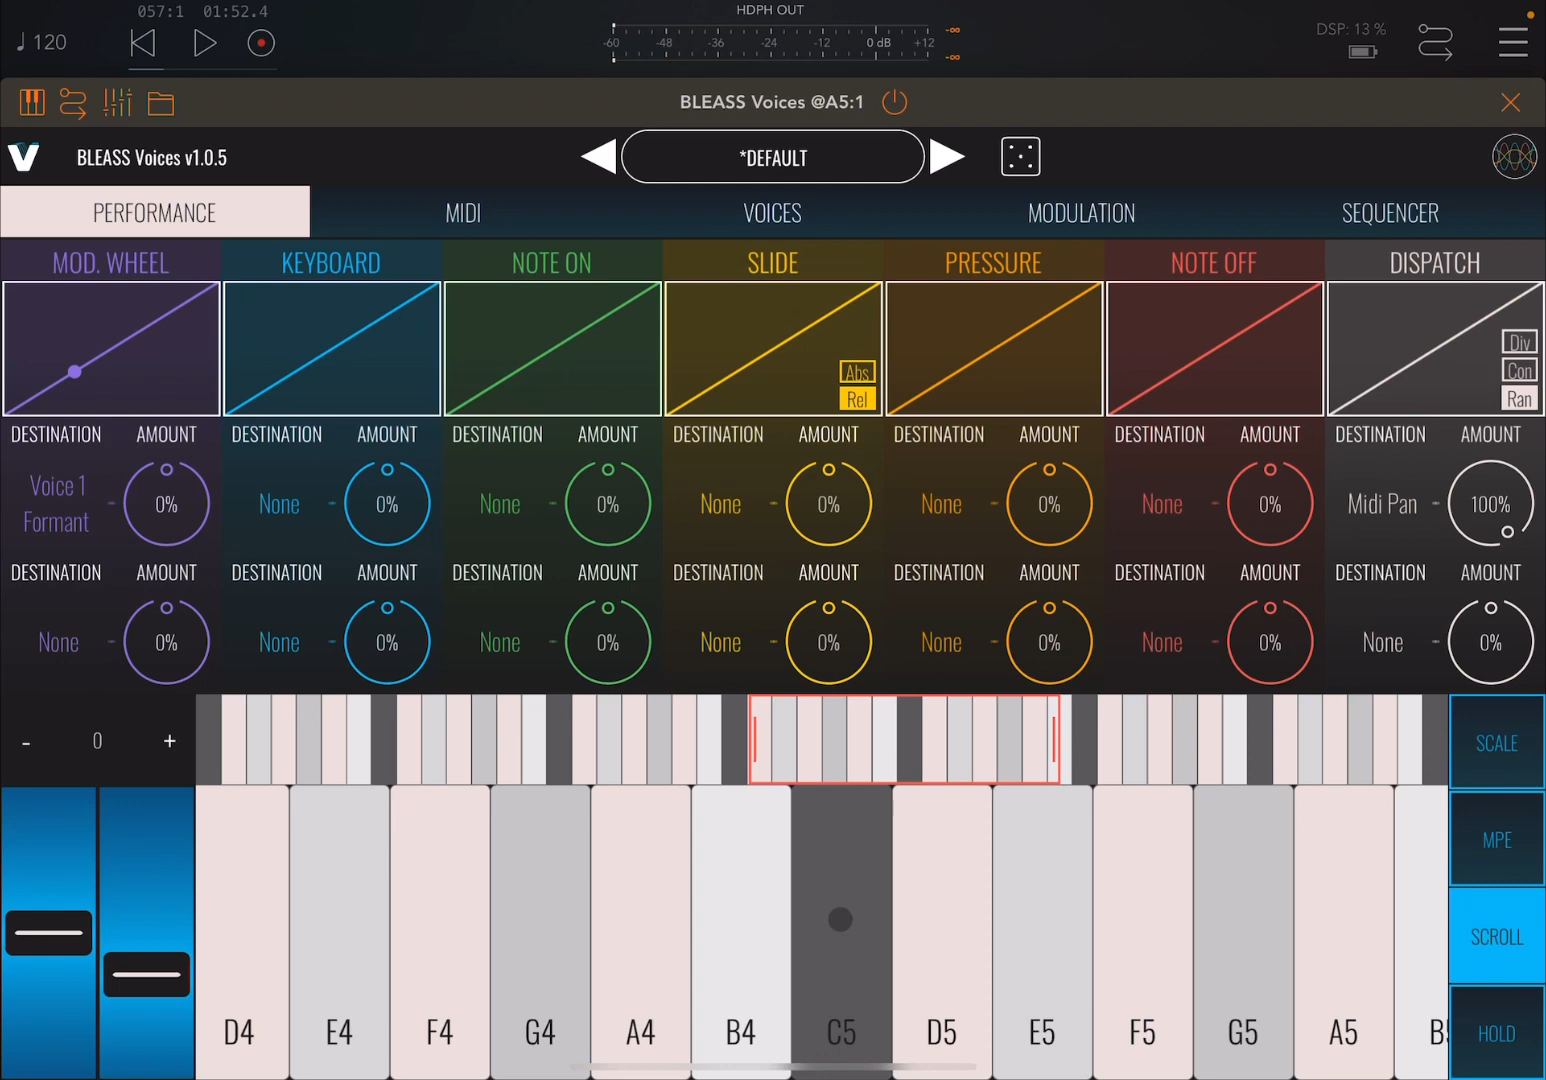 057:1 01:52.4
HDPH OUT
120
-60 -48 -36 -24 -12 0 dB +12
-∞
-∞
DSP: 13 %
BLEASS Voices @A5:1
V BLEASS Voices v1.0.5
*DEFAULT
PERFORMANCE MIDI VOICES MODULATION SEQUENCER
MOD. WHEEL KEYBOARD NOTE ON SLIDE PRESSURE NOTE OFF DISPATCH
Abs
Rel
Div
Con
Ran
DESTINATION AMOUNT DESTINATION AMOUNT DESTINATION AMOUNT DESTINATION AMOUNT DESTINATION AMOUNT DESTINATION AMOUNT DESTINATION AMOUNT
Voice 1
Formant 0% None 0% None 0% None 0% None 0% None 0% Midi Pan 100%
DESTINATION AMOUNT DESTINATION AMOUNT DESTINATION AMOUNT DESTINATION AMOUNT DESTINATION AMOUNT DESTINATION AMOUNT DESTINATION AMOUNT
None 0% None 0% None 0% None 0% None 0% None 0% None 0%
- 0 +
SCALE
MPE
SCROLL
HOLD
D4 E4 F4 G4 A4 B4 C5 D5 E5 F5 G5 A5